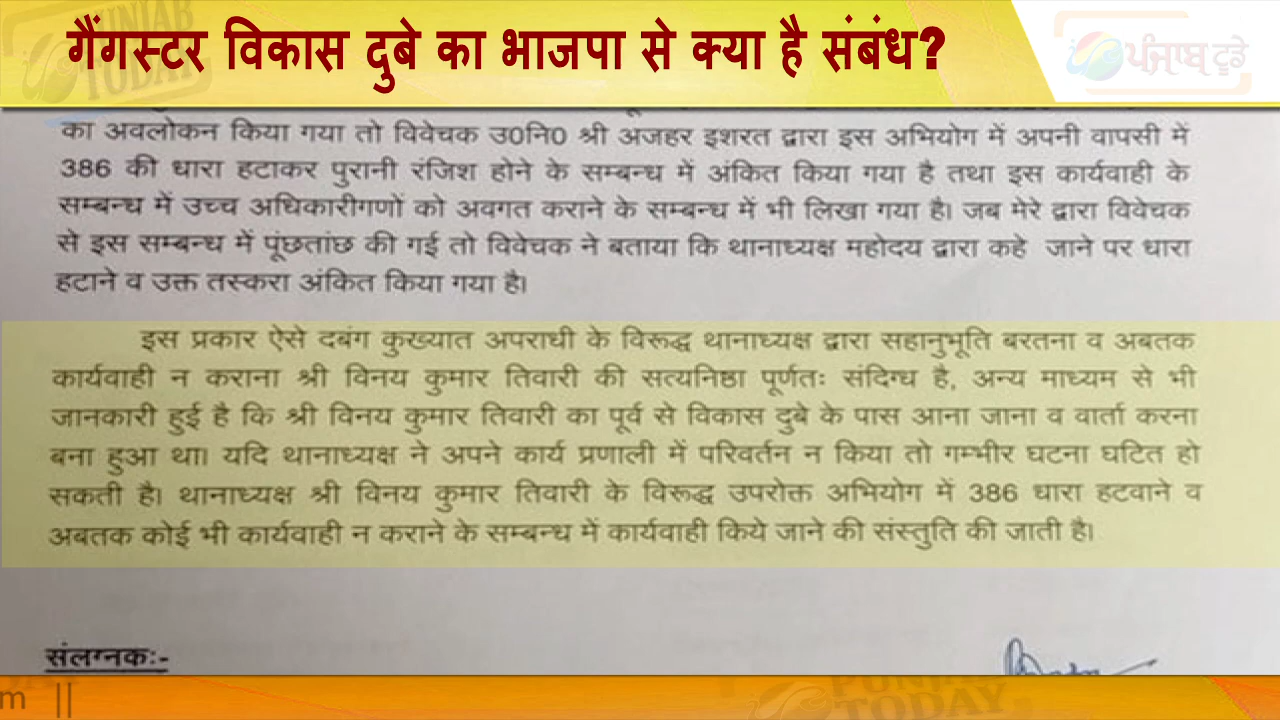 गैंगस्टर विकास दुबे का भाजपा से क्या है संबंध?
ਪੰਜਾਬ ਟੂਡੇ
का अवलोकन किया गया तो विवेचक उ0नि0 श्री अजहर इशरत द्वारा इस अभियोग में अपनी वापसी में
386 की धारा हटाकर पुरानी रंजिश होने के सम्बन्ध में अंकित किया गया है तथा इस कार्यवाही के
सम्बन्ध में उच्च अधिकारीगणों को अवगत कराने के सम्बन्ध में भी लिखा गया है। जब मेरे द्वारा विवेचक
से इस सम्बन्ध में पूंछतांछ की गई तो विवेचक ने बताया कि थानाध्यक्ष महोदय द्वारा कहे जाने पर धारा
हटाने व उक्त तस्करा अंकित किया गया है।
इस प्रकार ऐसे दबंग कुख्यात अपराधी के विरूद्ध थानाध्यक्ष द्वारा सहानुभूति बरतना व अबतक
कार्यवाही न कराना श्री विनय कुमार तिवारी की सत्यनिष्ठा पूर्णतः संदिग्ध है, अन्य माध्यम से भी
जानकारी हुई है कि श्री विनय कुमार तिवारी का पूर्व से विकास दुबे के पास आना जाना व वार्ता करना
बना हुआ था। यदि थानाध्यक्ष ने अपने कार्य प्रणाली में परिवर्तन न किया तो गम्भीर घटना घटित हो
सकती है। थानाध्यक्ष श्री विनय कुमार तिवारी के विरूद्ध उपरोक्त अभियोग में 386 धारा हटवाने व
अबतक कोई भी कार्यवाही न कराने के सम्बन्ध में कार्यवाही किये जाने की संस्तुति की जाती है।
संलग्नकः-
m ||
PUNJAB TODAY